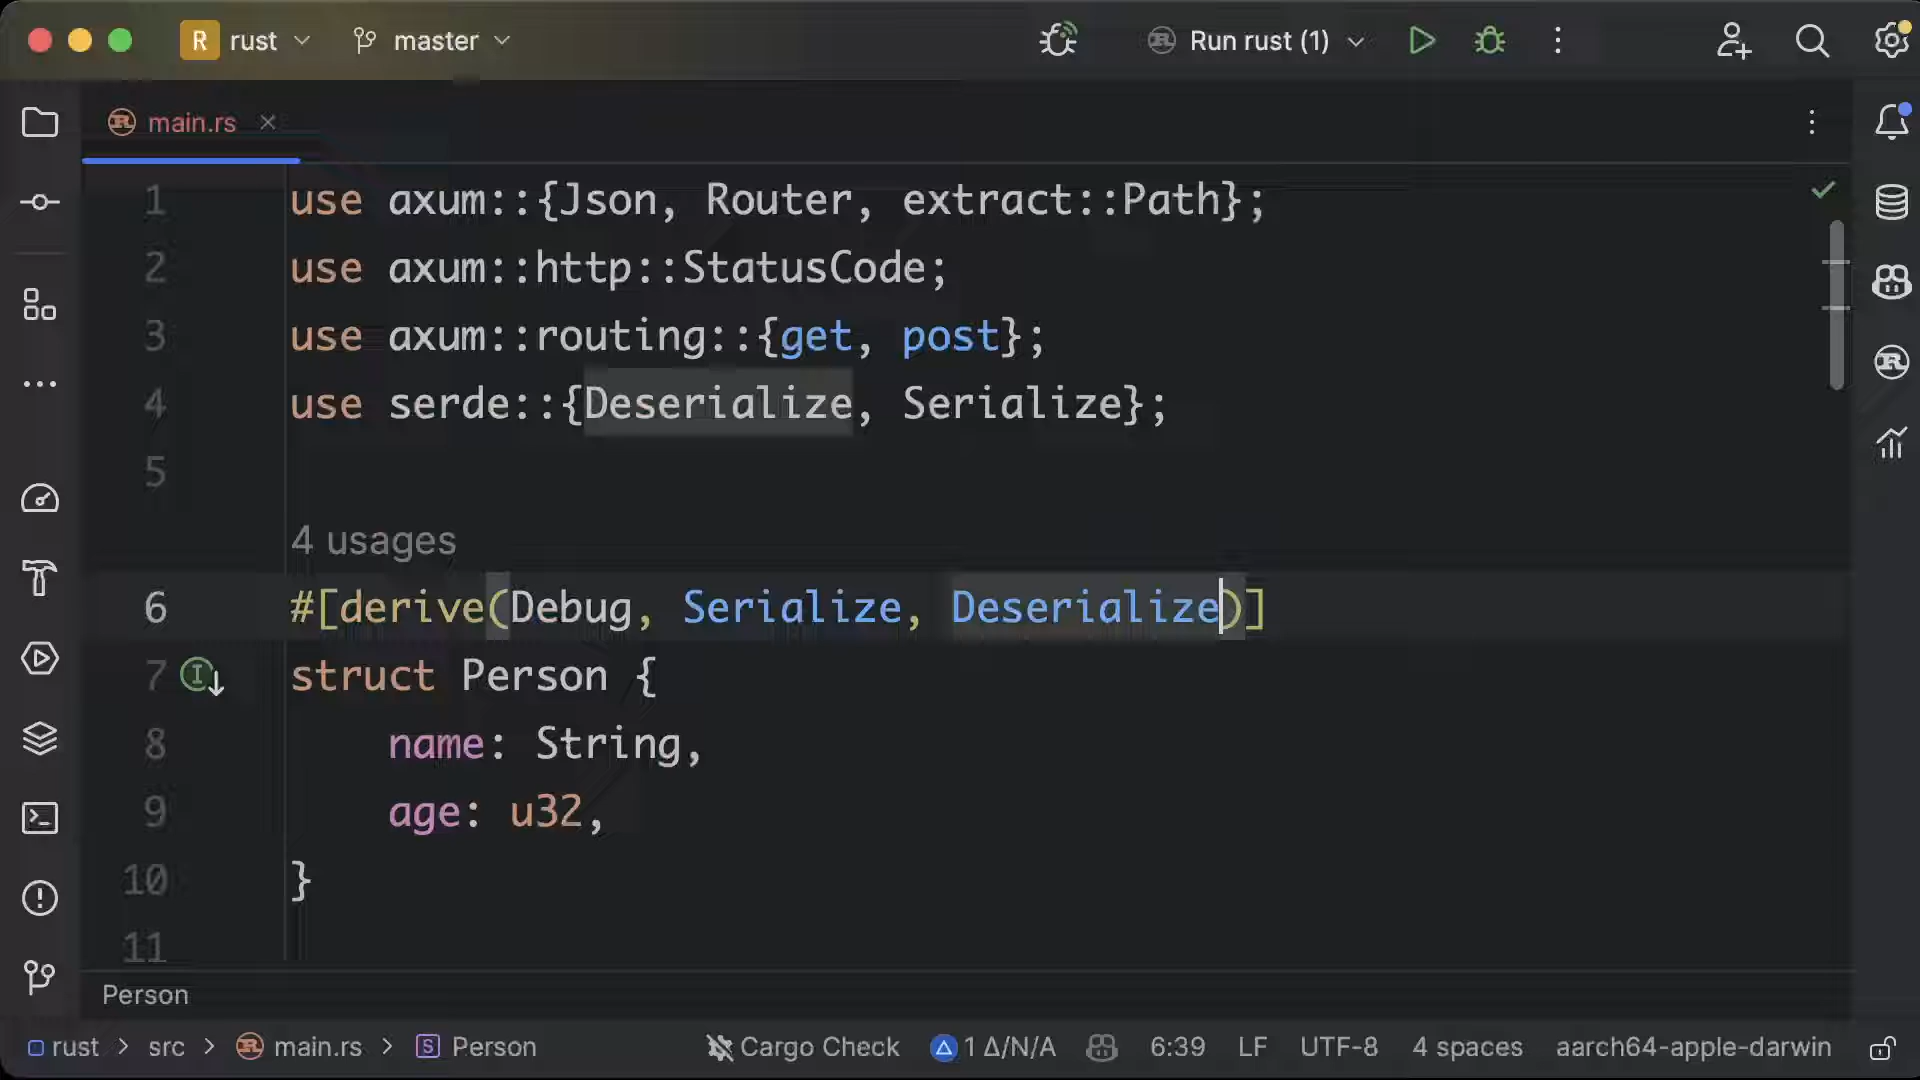 R rust master Run rust (1)
main.rs
1 use axum::{Json, Router, extract::Path};
2 use axum::http::StatusCode;
3 use axum::routing::{get, post};
4 use serde::{Deserialize, Serialize};
5
4 usages
6 #[derive(Debug, Serialize, Deserialize)]
7 struct Person {
8 name: String,
9 age: u32,
10 }
11
Person
rust > src > main.rs > S Person Cargo Check 1 Δ/N/A 6:39 LF UTF-8 4 spaces aarch64-apple-darwin